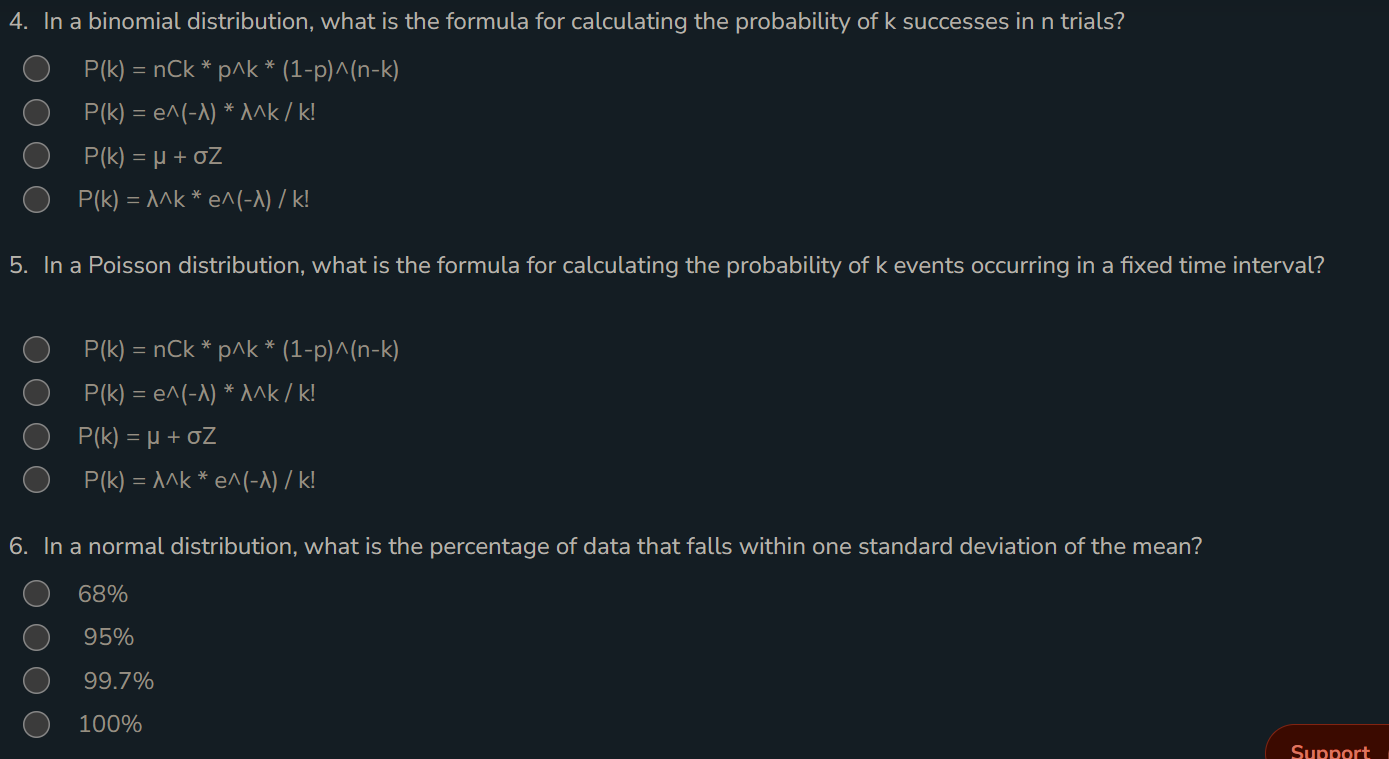 4. In a binomial distribution, what is the formula for calculating the probability of k successes in n trials?
P(k) = nCk * p^k * (1-p)^(n-k)
P(k) = e^(-λ) * λ^k / k!
P(k) = μ + σZ
P(k) = λ^k * e^(-λ) / k!
5. In a Poisson distribution, what is the formula for calculating the probability of k events occurring in a fixed time interval?
P(k) = nCk * p^k * (1-p)^(n-k)
P(k) = e^(-λ) * λ^k / k!
P(k) = μ + σZ
P(k) = λ^k * e^(-λ) / k!
6. In a normal distribution, what is the percentage of data that falls within one standard deviation of the mean?
68%
95%
99.7%
100%
Support